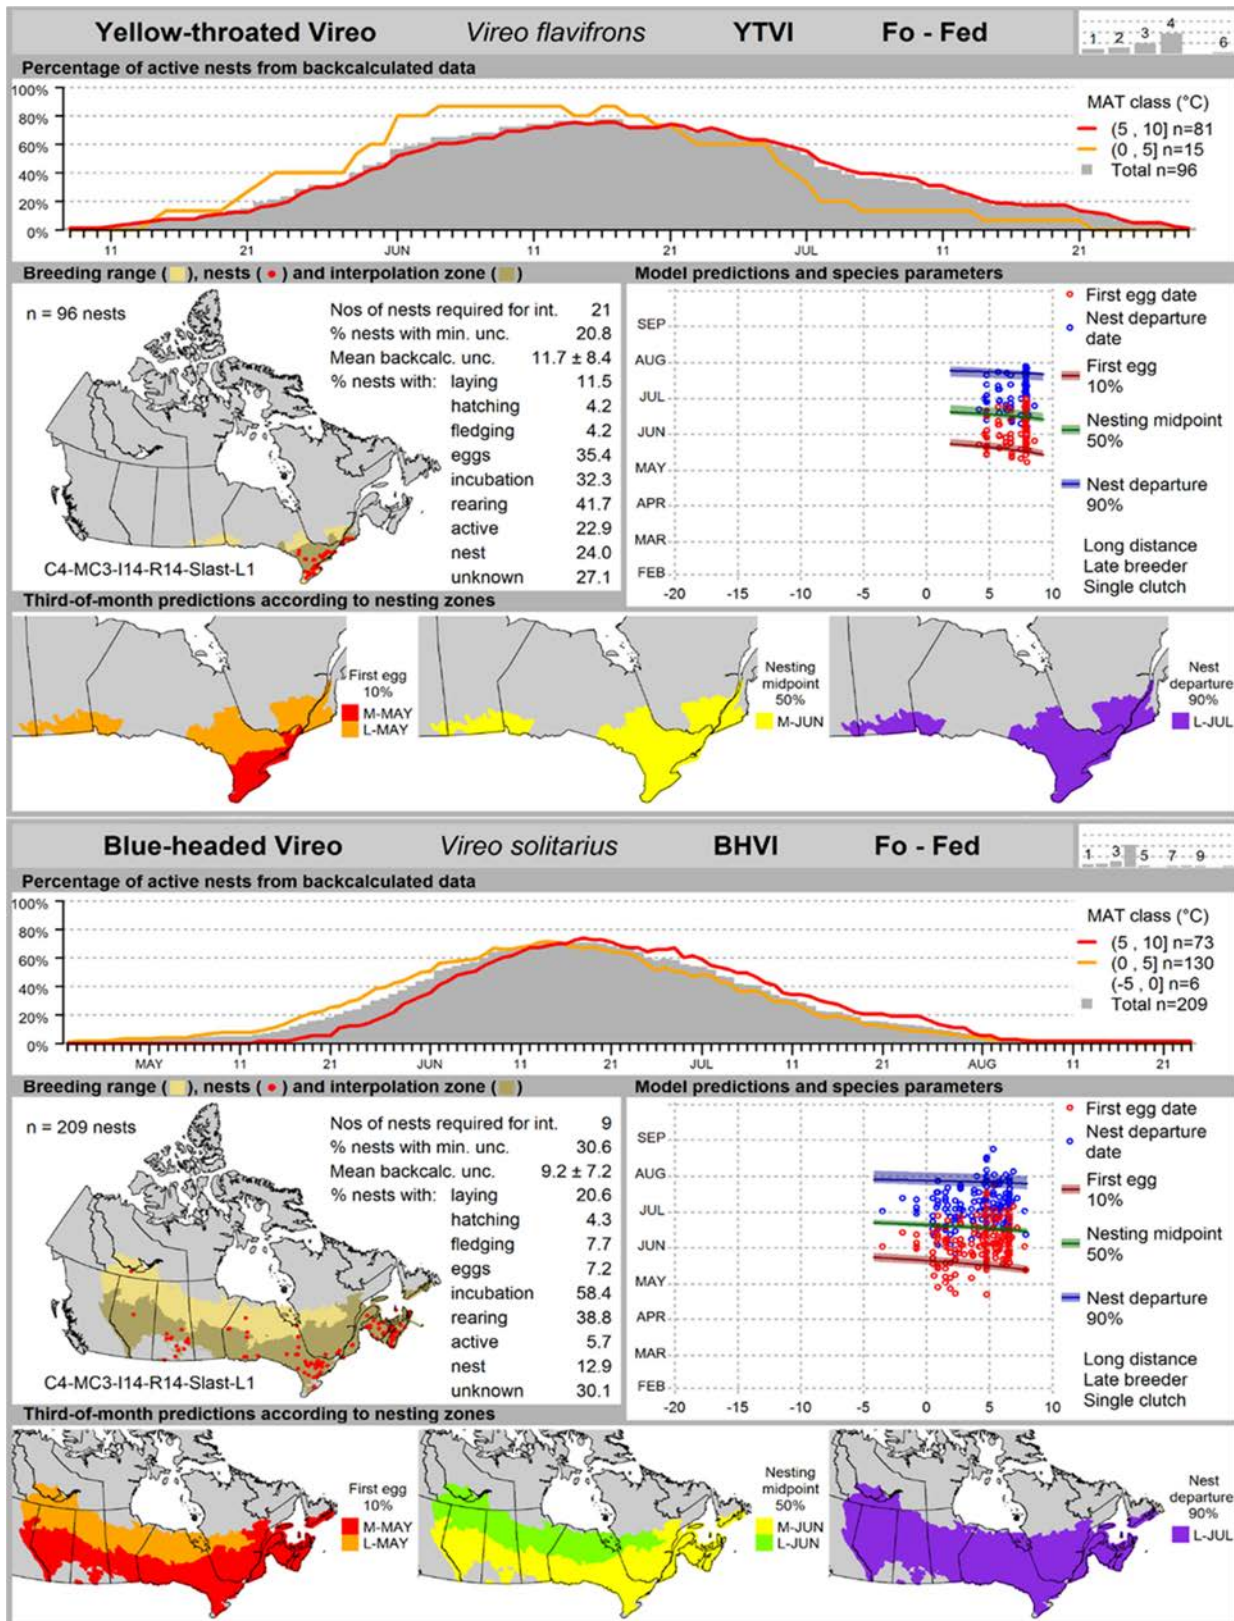 Yellow-throated Vireo Vireo flavifrons YTVI Fo - Fed
1 2 3 4 6
Percentage of active nests from backcalculated data
100%
80%
60%
40%
20%
0%
11 21 JUN 11 21 JUL 11 21
MAT class (°C)
(5 , 10] n=81
(0 , 5] n=15
Total n=96
Breeding range ( ), nests ( ) and interpolation zone ( )
n = 96 nests
Nos of nests required for int. 21
% nests with min. unc. 20.8
Mean backcalc. unc. 11.7 ± 8.4
% nests with: laying 11.5
hatching 4.2
fledging 4.2
eggs 35.4
incubation 32.3
rearing 41.7
active 22.9
nest 24.0
unknown 27.1
C4-MC3-I14-R14-Slast-L1
Model predictions and species parameters
SEP
AUG
JUL
JUN
MAY
APR
MAR
FEB
-20 -15 -10 -5 0 5 10
First egg date
Nest departure
date
First egg
10%
Nesting midpoint
50%
Nest departure
90%
Long distance
Late breeder
Single clutch
Third-of-month predictions according to nesting zones
First egg
10%
M-MAY
L-MAY
Nesting
midpoint
50%
M-JUN
Nest
departure
90%
L-JUL
Blue-headed Vireo Vireo solitarius BHVI Fo - Fed
1 3 5 7 9
Percentage of active nests from backcalculated data
100%
80%
60%
40%
20%
0%
MAY 11 21 JUN 11 21 JUL 11 21 AUG 11 21
MAT class (°C)
(5 , 10] n=73
(0 , 5] n=130
(-5 , 0] n=6
Total n=209
Breeding range ( ), nests ( ) and interpolation zone ( )
n = 209 nests
Nos of nests required for int. 9
% nests with min. unc. 30.6
Mean backcalc. unc. 9.2 ± 7.2
% nests with: laying 20.6
hatching 4.3
fledging 7.7
eggs 7.2
incubation 58.4
rearing 38.8
active 5.7
nest 12.9
unknown 30.1
C4-MC3-I14-R14-Slast-L1
Model predictions and species parameters
SEP
AUG
JUL
JUN
MAY
APR
MAR
FEB
-20 -15 -10 -5 0 5 10
First egg date
Nest departure
date
First egg
10%
Nesting midpoint
50%
Nest departure
90%
Long distance
Late breeder
Single clutch
Third-of-month predictions according to nesting zones
First egg
10%
M-MAY
L-MAY
Nesting
midpoint
50%
M-JUN
L-JUN
Nest
departure
90%
L-JUL